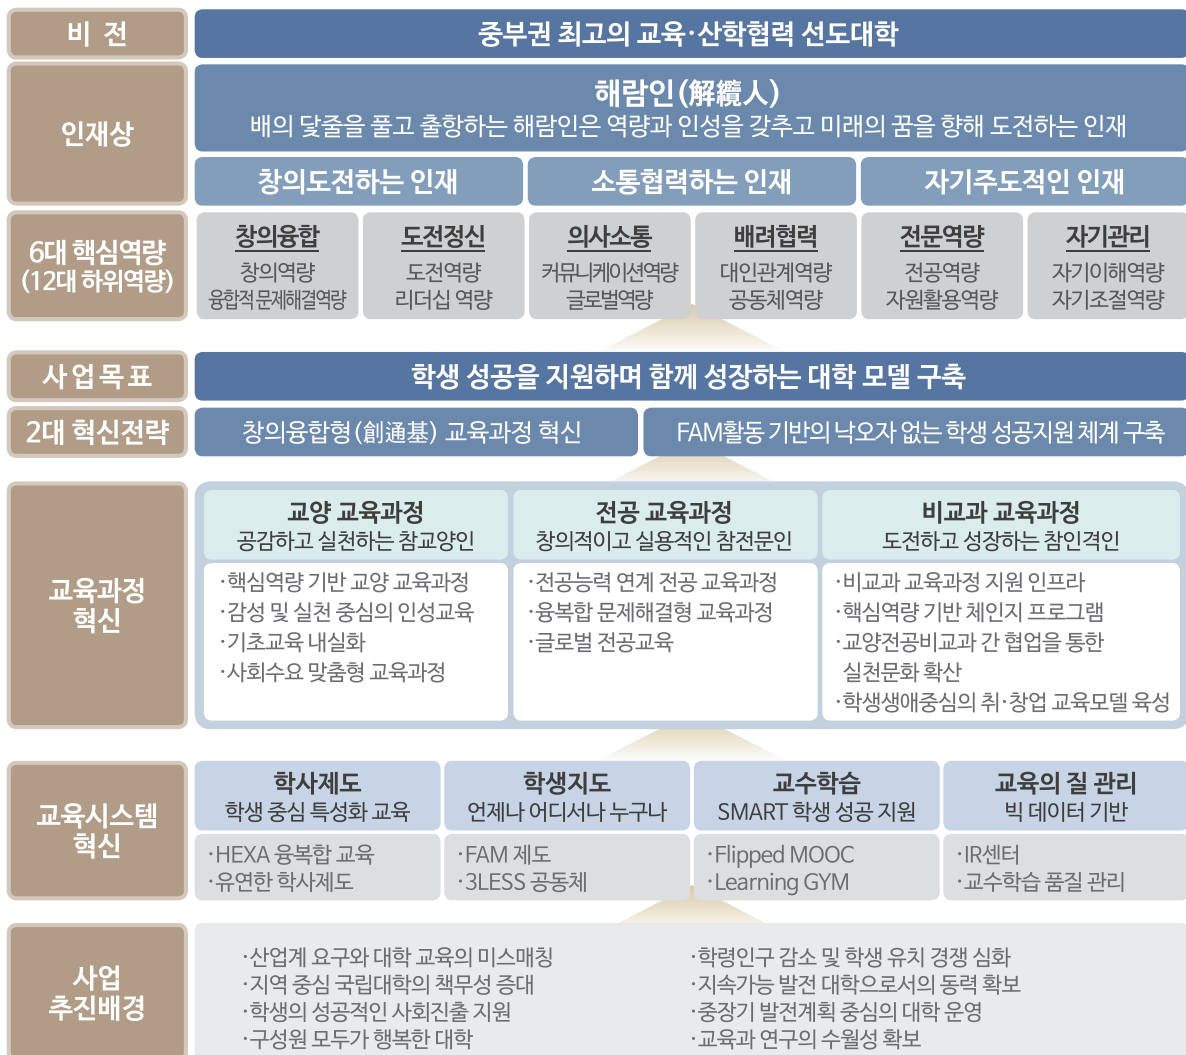 비 전
중부권 최고의 교육·산학협력 선도대학
인재상
해람인(解纜人)
배의 닻줄을 풀고 출항하는 해람인은 역량과 인성을 갖추고 미래의 꿈을 향해 도전하는 인재
창의도전하는 인재
소통협력하는 인재
자기주도적인 인재
6대 핵심역량
(12대 하위역량)
창의융합
창의역량
융합적 문제해결역량
도전정신
도전역량
리더십 역량
의사소통
커뮤니케이션역량
글로벌역량
배려협력
대인관계역량
공동체역량
전문역량
전공역량
자원활용역량
자기관리
자기이해역량
자기조절역량
사업목표
학생 성공을 지원하며 함께 성장하는 대학 모델 구축
2대 혁신전략
창의융합형(創通基) 교육과정 혁신
FAM활동 기반의 낙오자 없는 학생 성공지원 체계 구축
교육과정
혁신
교양 교육과정
공감하고 실천하는 참교양인
·핵심역량 기반 교양 교육과정
·감성 및 실천 중심의 인성교육
·기초교육 내실화
·사회수요 맞춤형 교육과정
전공 교육과정
창의적이고 실용적인 참전문인
·전공능력 연계 전공 교육과정
·융복합 문제해결형 교육과정
·글로벌 전공교육
비교과 교육과정
도전하고 성장하는 참인격인
·비교과 교육과정 지원 인프라
·핵심역량 기반 체인지 프로그램
·교양전공비교과 간 협업을 통한
실천문화 확산
·학생생애중심의 취·창업 교육모델 육성
교육시스템
혁신
학사제도
학생 중심 특성화 교육
·HEXA 융복합 교육
·유연한 학사제도
학생지도
언제나 어디서나 누구나
·FAM 제도
·3LESS 공동체
교수학습
SMART 학생 성공 지원
·Flipped MOOC
·Learning GYM
교육의 질 관리
빅 데이터 기반
·IR센터
·교수학습 품질 관리
사업
추진배경
·산업계 요구와 대학 교육의 미스매칭
·지역 중심 국립대학의 책무성 증대
·학생의 성공적인 사회진출 지원
·구성원 모두가 행복한 대학
·학령인구 감소 및 학생 유치 경쟁 심화
·지속가능 발전 대학으로서의 동력 확보
·중장기 발전계획 중심의 대학 운영
·교육과 연구의 수월성 확보